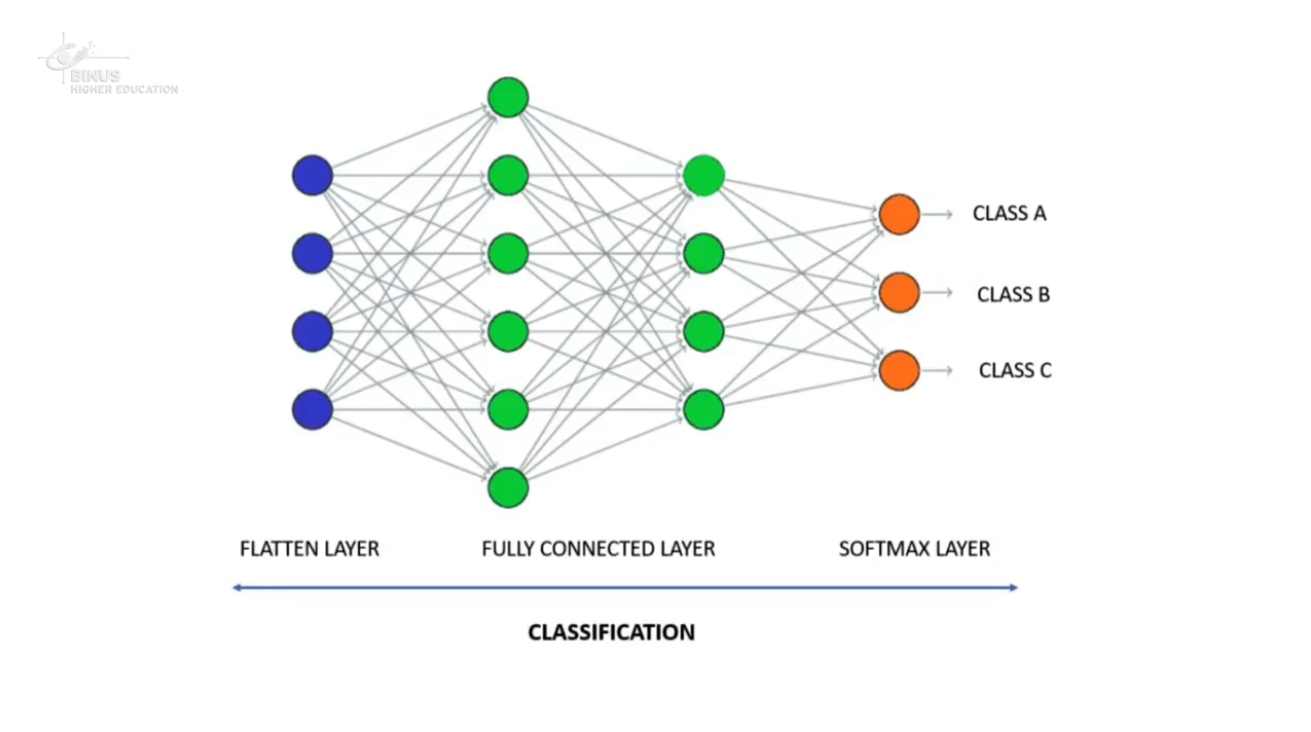 BINUS
HIGHER EDUCATION
CLASS A
CLASS B
CLASS C
FLATTEN LAYER
FULLY CONNECTED LAYER
SOFTMAX LAYER
CLASSIFICATION